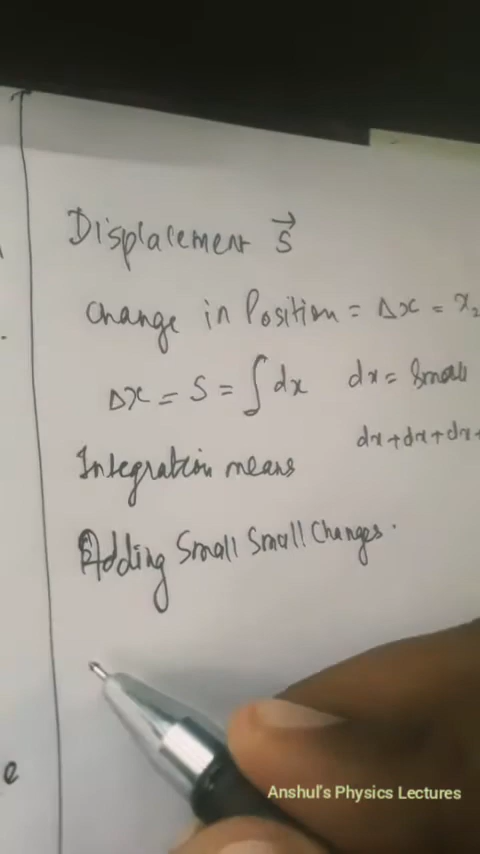 Displacement s⃗
Change in Position = Δx = x₂
Δx = S = ∫dx dx = Small
dx+dx+dx+
Integration means
Adding Small Small Changes.
e
Anshul's Physics Lectures